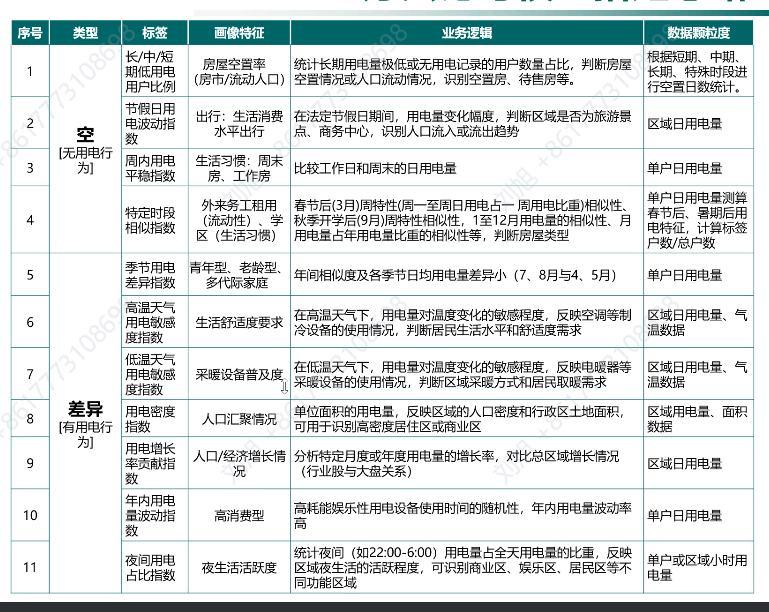 序号 类型 标签 画像特征 业务逻辑 数据颗粒度
空
[无用电行
为]
1
长/中/短
期低用电
用户比例
房屋空置率
（房市/流动人口）
统计长期用电量极低或无用电记录的用户数量占比，判断房屋
空置情况或人口流动情况，识别空置房、待售房等。
根据短期、中期、
长期、特殊时段进
行空置日数统计。
2
节假日用
电波动指
数
出行：生活消费
水平出行
在法定节假日期间，用电量变化幅度，判断区域是否为旅游景
点、商务中心，识别人口流入或流出趋势
区域日用电量
3
周内用电
平稳指数
生活习惯：周末
房、工作房
比较工作日和周末的日用电量
单户日用电量
4
特定时段
相似指数
外来务工租用
（流动性）、学
区（生活习惯）
春节后(3月)周特性(周一至周日用电占一 周用电比重)相似性、
秋季开学后(9月)周特性相似性，1至12月用电量的相似性、月
用电量占年用电量比重的相似性等，判断房屋类型
单户日用电量测算
春节后、暑期后用
电特征，计算标签
户数/总户数
差异
[有用电行
为]
5
季节用电
差异指数
青年型、老龄型、
多代际家庭
年间相似度及各季节日均用电量差异小（7、8月与4、5月）
单户日用电量
6
高温天气
用电敏感
度指数
生活舒适度要求
在高温天气下，用电量对温度变化的敏感程度，反映空调等制
冷设备的使用情况，判断居民生活水平和舒适度需求
区域日用电量、气
温数据
7
低温天气
用电敏感
度指数
采暖设备普及度
在低温天气下，用电量对温度变化的敏感程度，反映电暖器等
采暖设备的使用情况，判断区域采暖方式和居民取暖需求
区域日用电量、气
温数据
8
用电密度
指数
人口汇聚情况
单位面积的用电量，反映区域的人口密度和行政区土地面积，
可用于识别高密度居住区或商业区
区域用电量、面积
数据
9
用电增长
率贡献指
数
人口/经济增长情
况
分析特定月度或年度用电量的增长率，对比总区域增长情况
（行业股与大盘关系）
区域日用电量
10
年内用电
量波动指
数
高消费型
高耗能娱乐性用电设备使用时间的随机性，年内用电量波动率
高
单户日用电量
11
夜间用电
占比指数
夜生活活跃度
统计夜间（如22:00-6:00）用电量占全天用电量的比重，反映
区域夜生活的活跃程度，可识别商业区、娱乐区、居民区等不
同功能区域
单户或区域小时用
电量
刘旭 +8617773108698